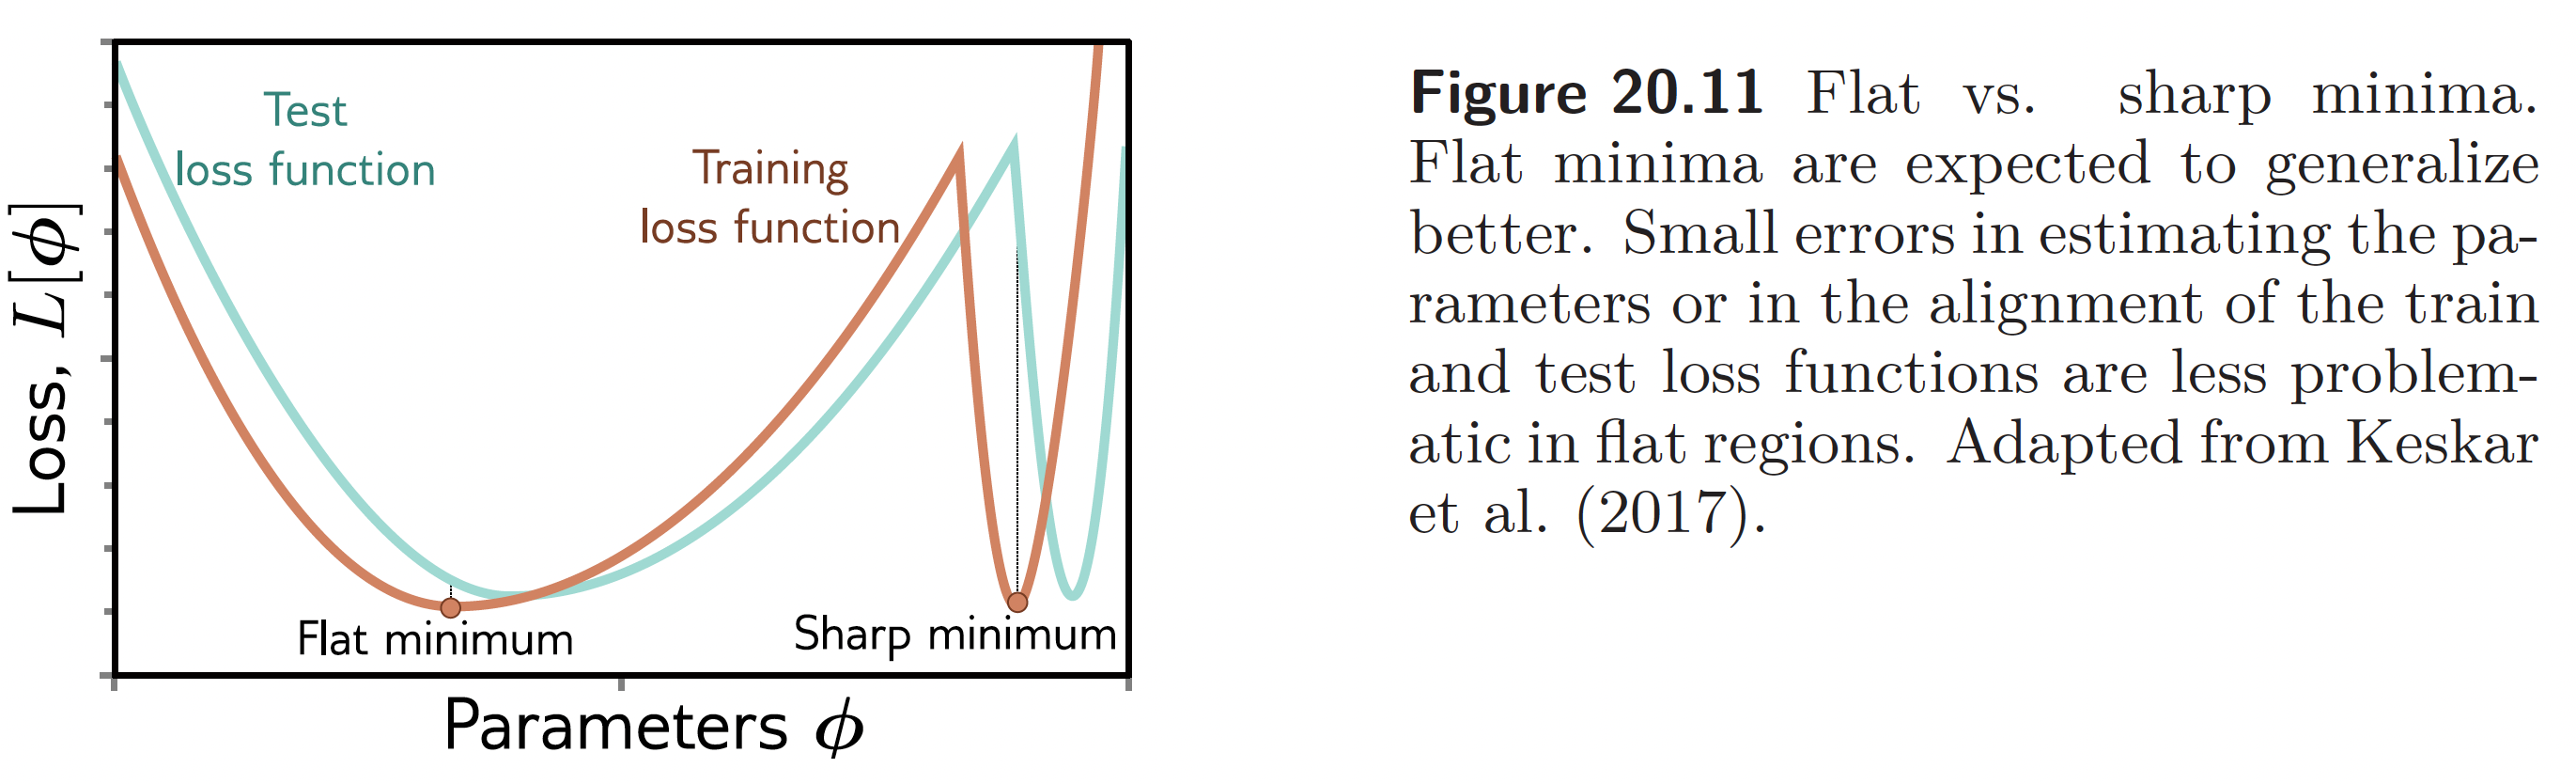 Test
loss function
Training
loss function
Loss, L[ϕ]
Flat minimum
Sharp minimum
Parameters ϕ
Figure 20.11 Flat vs. sharp minima.
Flat minima are expected to generalize
better. Small errors in estimating the pa-
rameters or in the alignment of the train
and test loss functions are less problem-
atic in flat regions. Adapted from Keskar
et al. (2017).